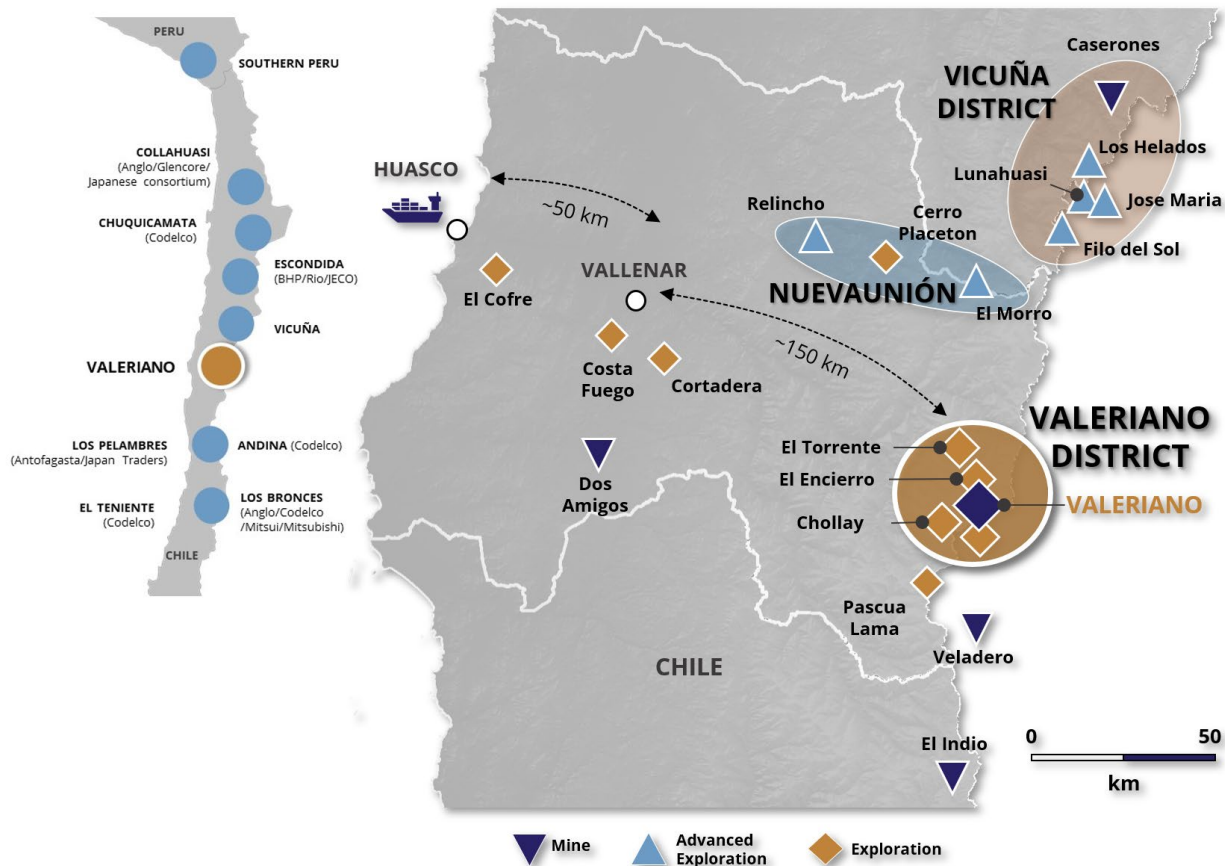 PERU
SOUTHERN PERU
COLLAHUASI
(Anglo/Glencore/
Japanese consortium)
CHUQUICAMATA
(Codelco)
ESCONDIDA
(BHP/Rio/JECO)
VICUÑA
VALERIANO
LOS PELAMBRES
(Antofagasta/Japan Traders)
ANDINA (Codelco)
EL TENIENTE
(Codelco)
LOS BRONCES
(Anglo/Codelco
/Mitsui/Mitsubishi)
CHILE
Caserones
VICUÑA
DISTRICT
Los Helados
Lunahuasi
Jose Maria
Filo del Sol
HUASCO
~50 km
Relincho
Cerro
Placeton
NUEVAUNIÓN
El Morro
El Cofre
VALLENAR
~150 km
Costa
Fuego
Cortadera
Dos
Amigos
VALERIANO
DISTRICT
El Torrente
El Encierro
VALERIANO
Chollay
Pascua
Lama
Veladero
CHILE
El Indio
0 50
km
Mine
Advanced
Exploration
Exploration